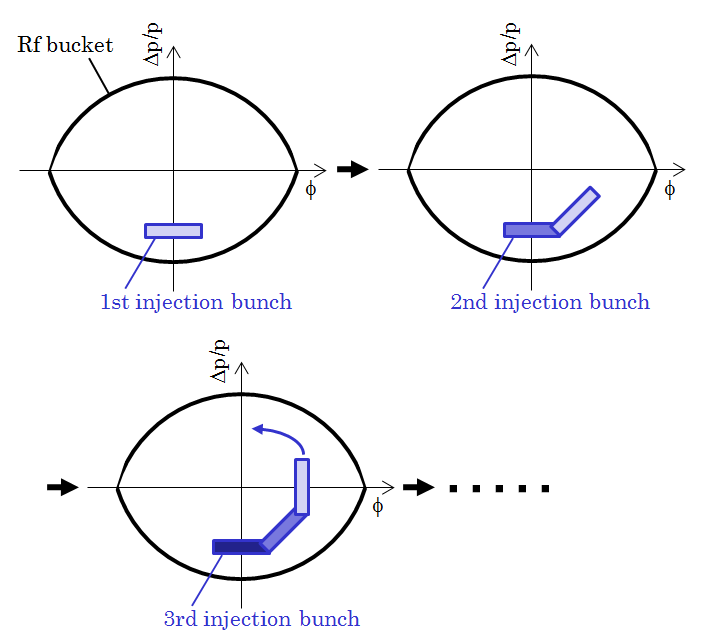 Rf bucket
Δp/p
ϕ
1st injection bunch
Δp/p
ϕ
2nd injection bunch
Δp/p
ϕ
3rd injection bunch